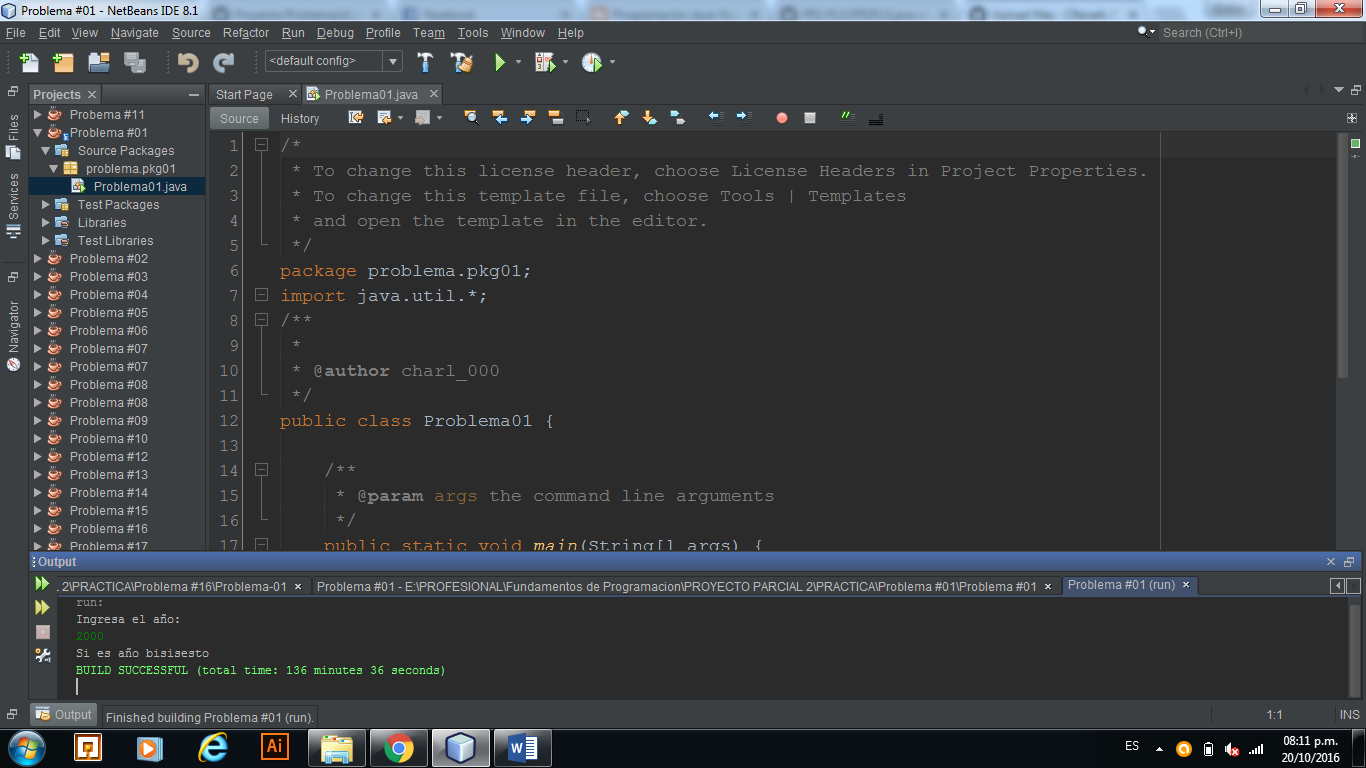 Problema #01 - NetBeans IDE 8.1
File Edit View Navigate Source Refactor Run Debug Profile Team Tools Window Help
Search (Ctrl+I)
<default config>
Files
Services
Navigator
Projects
Probema #11
Problema #01
Source Packages
problema.pkg01
Problema01.java
Test Packages
Libraries
Test Libraries
Problema #02
Problema #03
Problema #04
Problema #05
Problema #06
Problema #07
Problema #07
Problema #08
Problema #08
Problema #09
Problema #10
Problema #12
Problema #13
Problema #14
Problema #15
Problema #16
Problema #17
Start Page Problema01.java
Source History
1 /*
2 * To change this license header, choose License Headers in Project Properties.
3 * To change this template file, choose Tools | Templates
4 * and open the template in the editor.
5 */
6 package problema.pkg01;
7 import java.util.*;
8 /**
9 *
10 * @author charl_000
11 */
12 public class Problema01 {
13
14 /**
15 * @param args the command line arguments
16 */
17 public static void main(String[] args) {
Output
. 2\PRACTICA\Problema #16\Problema-01 Problema #01 - E:\PROFESIONAL\Fundamentos de Programacion\PROYECTO PARCIAL 2\PRACTICA\Problema #01\Problema #01 Problema #01 (run)
run:
Ingresa el año:
2000
Si es año bisisesto
BUILD SUCCESSFUL (total time: 136 minutes 36 seconds)
Output Finished building Problema #01 (run). 1:1 INS
Ai
W
ES
08:11 p.m.
20/10/2016